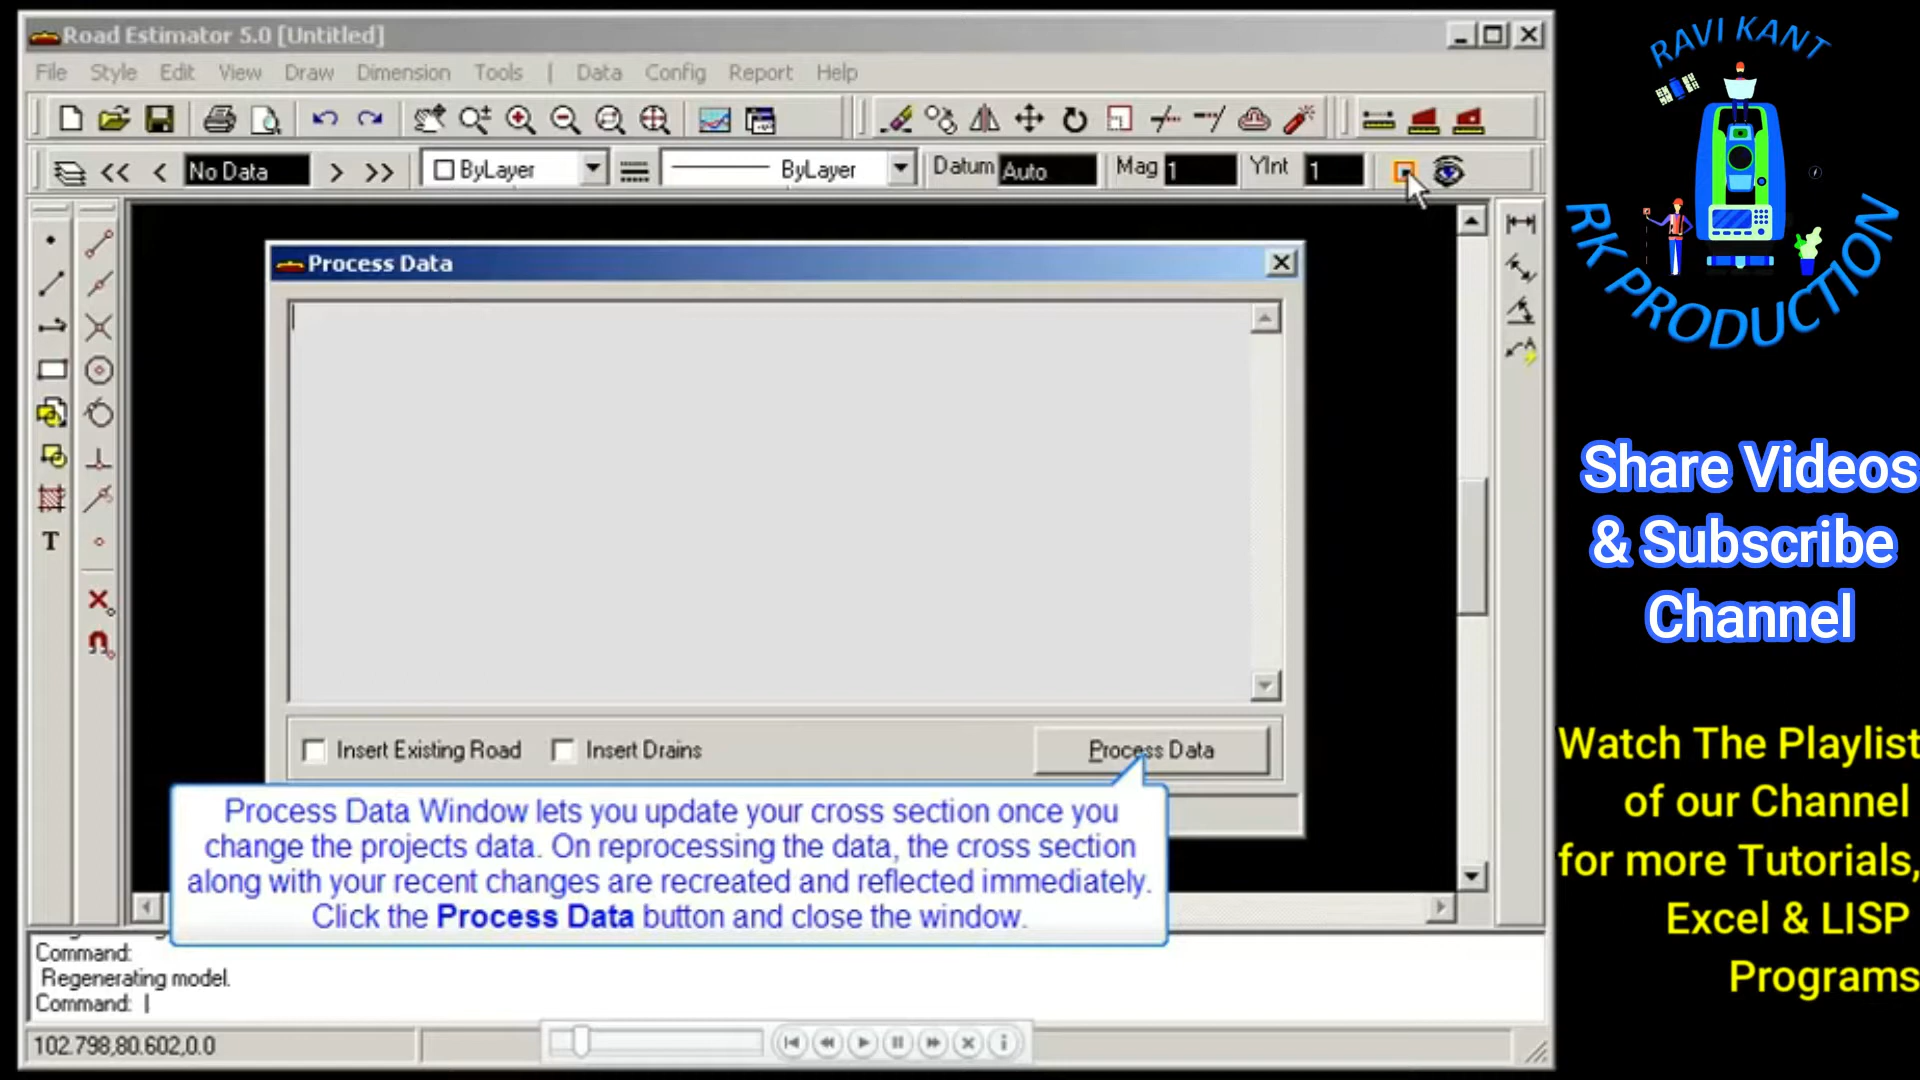 Road Estimator 5.0 [Untitled]
File Style Edit View Draw Dimension Tools | Data Config Report Help
<< < No Data > >> ByLayer ByLayer Datum Auto Mag 1 YInt 1
Process Data
T
Insert Existing Road Insert Drains Process Data
Process Data Window lets you update your cross section once you
change the projects data. On reprocessing the data, the cross section
along with your recent changes are recreated and reflected immediately.
Click the Process Data button and close the window.
Command:
Regenerating model.
Command:
102.798,80.602,0.0
RAVI KANT
RK PRODUCTION
Share Videos
& Subscribe
Channel
Watch The Playlist
of our Channel
for more Tutorials,
Excel & LISP
Programs